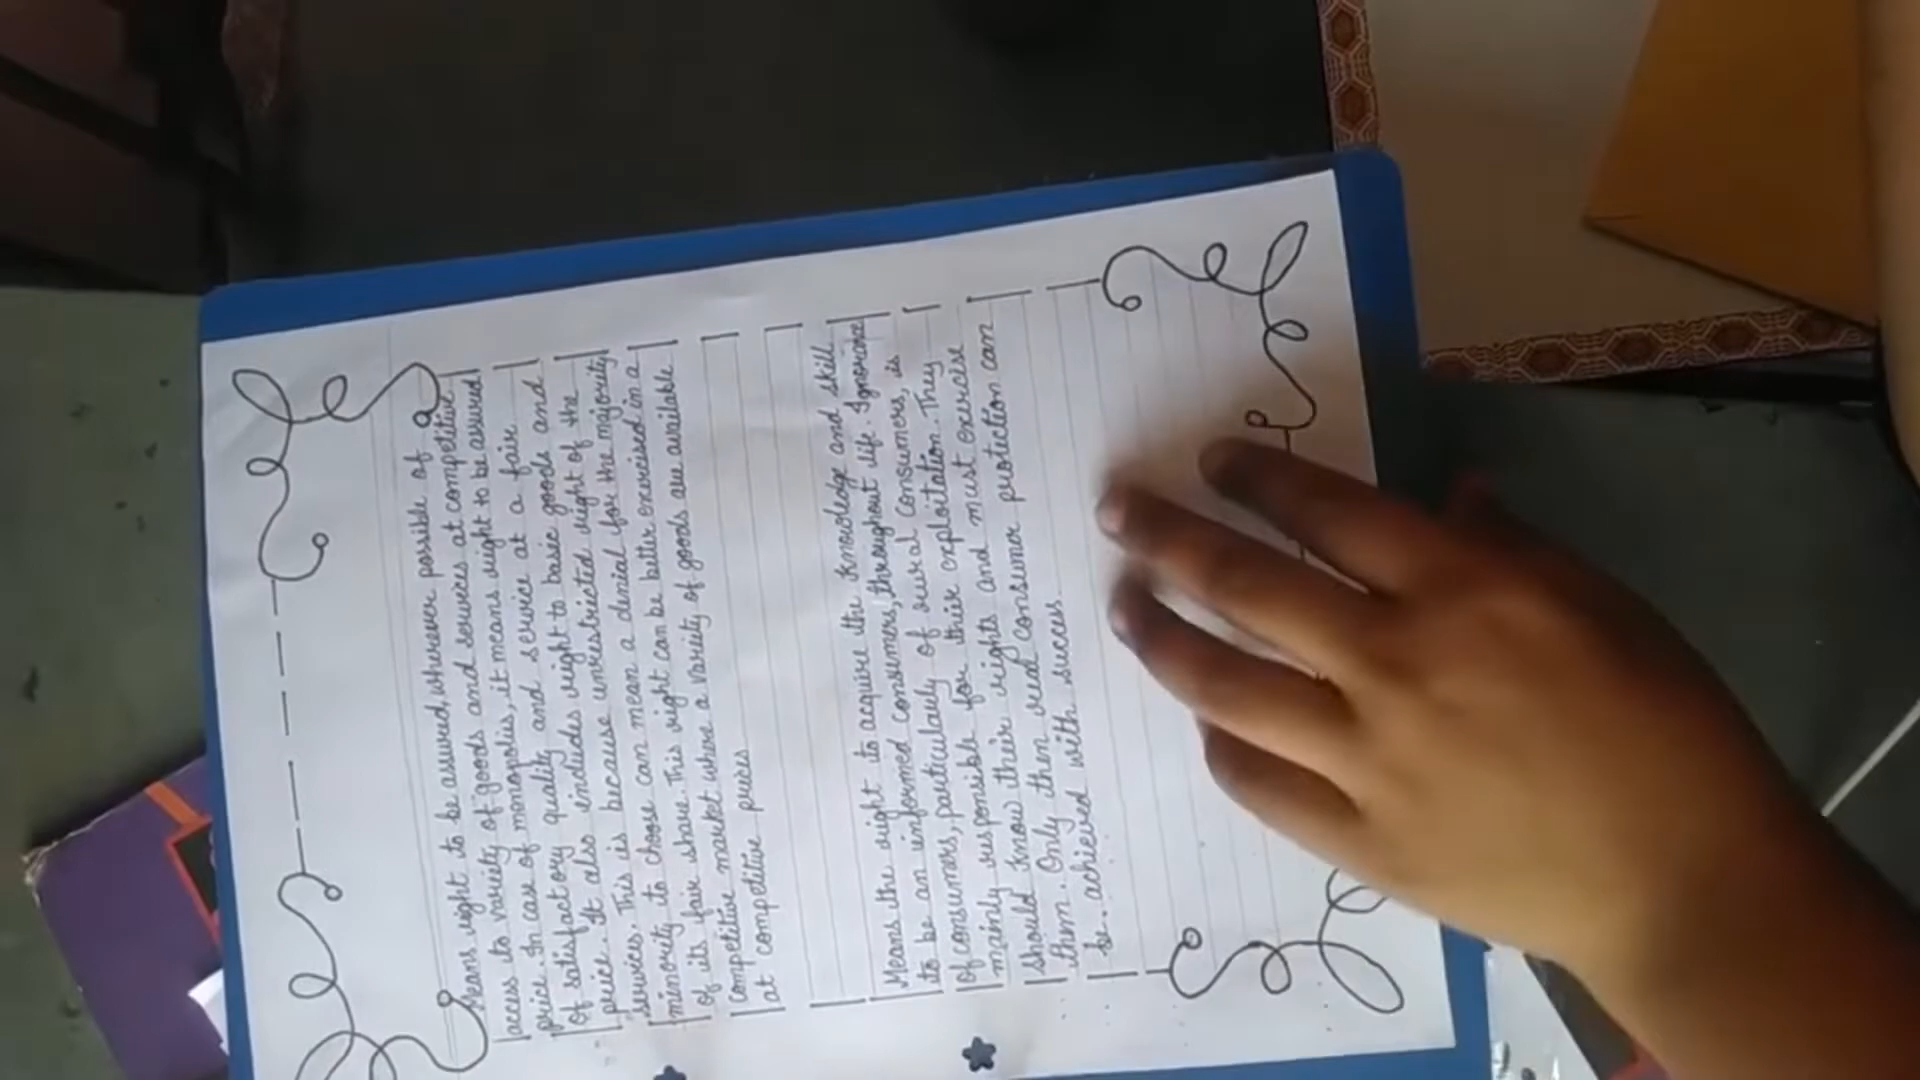 Means right to be assured, wherever possible of a
access to variety of goods and services at competitive
price. In case of monopolies, it means right to be assured
of satisfactory quality and service at a fair
price. It also includes right to basic goods and
services. This is because unrestricted right of the
minority to choose can mean a denial for the majority
of its fair share. This right can be better exercised in a
competitive market where a variety of goods are available
at competitive prices
Means the right to acquire the knowledge and skill
to be an informed consumers, throughout life. Ignorance
of consumers, particularly of rural consumers, is
mainly responsible for their exploitation. They
should know their rights and must exercise
them. Only then real consumer protection can
be achieved with success.